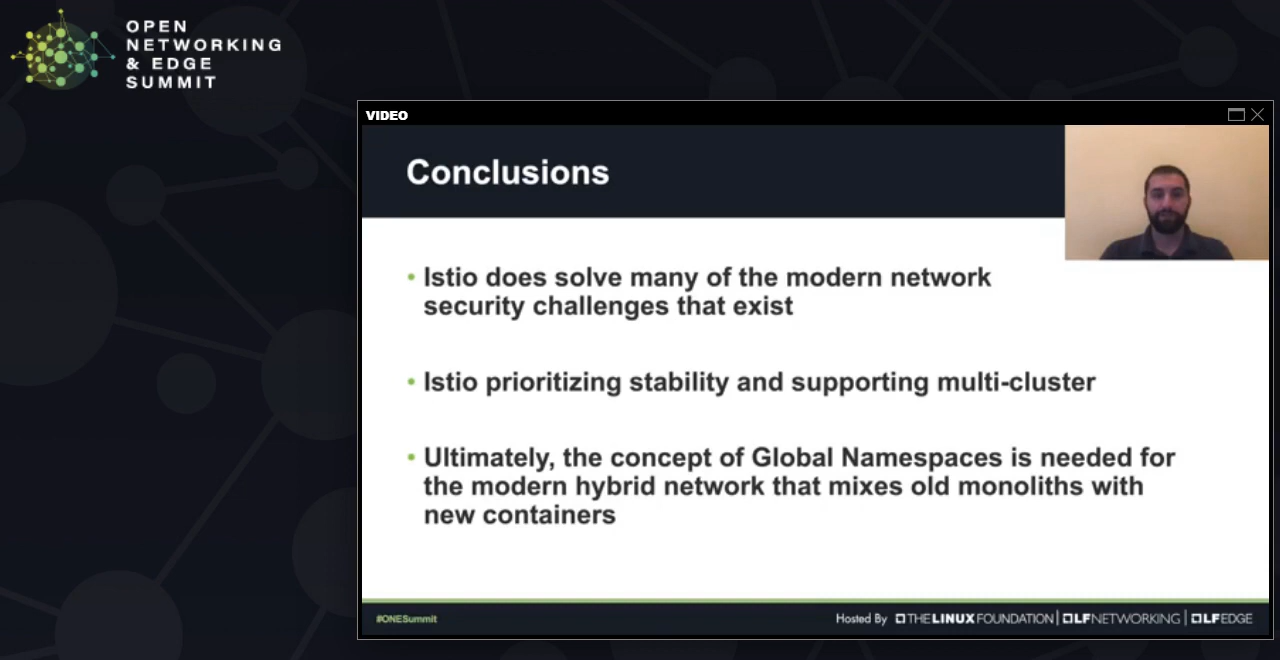 OPEN
NETWORKING
& EDGE
SUMMIT
VIDEO
Conclusions
• Istio does solve many of the modern network
security challenges that exist
• Istio prioritizing stability and supporting multi-cluster
• Ultimately, the concept of Global Namespaces is needed for
the modern hybrid network that mixes old monoliths with
new containers
#ONESummit
Hosted By THE LINUX FOUNDATION | LFNETWORKING | LFEDGE